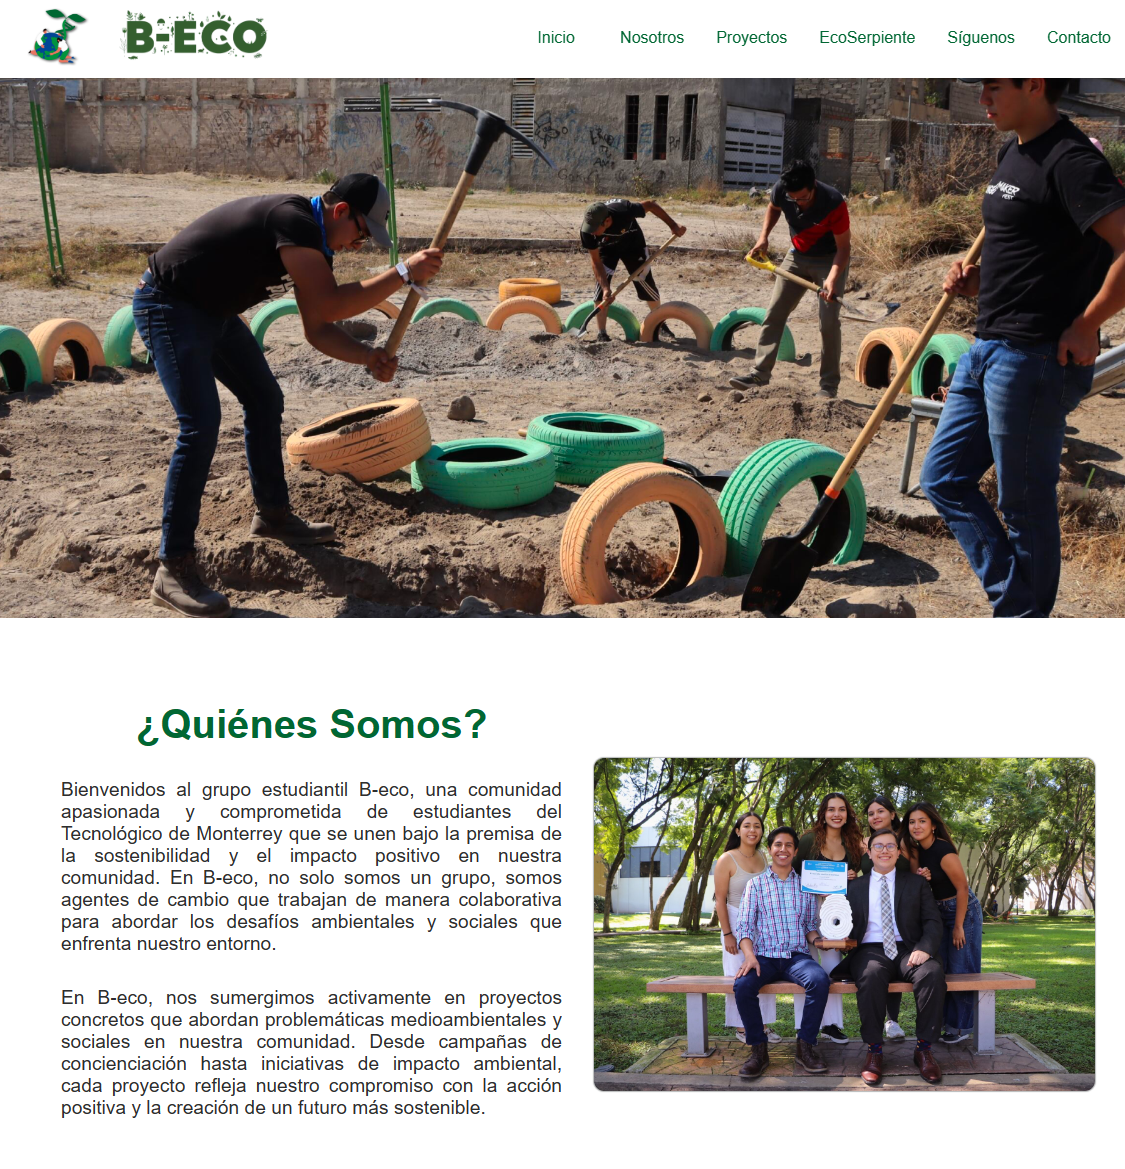 B-ECO
Inicio Nosotros Proyectos EcoSerpiente Síguenos Contacto
¿Quiénes Somos?
Bienvenidos al grupo estudiantil B-eco, una comunidad
apasionada y comprometida de estudiantes del
Tecnológico de Monterrey que se unen bajo la premisa de
la sostenibilidad y el impacto positivo en nuestra
comunidad. En B-eco, no solo somos un grupo, somos
agentes de cambio que trabajan de manera colaborativa
para abordar los desafíos ambientales y sociales que
enfrenta nuestro entorno.
En B-eco, nos sumergimos activamente en proyectos
concretos que abordan problemáticas medioambientales y
sociales en nuestra comunidad. Desde campañas de
concienciación hasta iniciativas de impacto ambiental,
cada proyecto refleja nuestro compromiso con la acción
positiva y la creación de un futuro más sostenible.